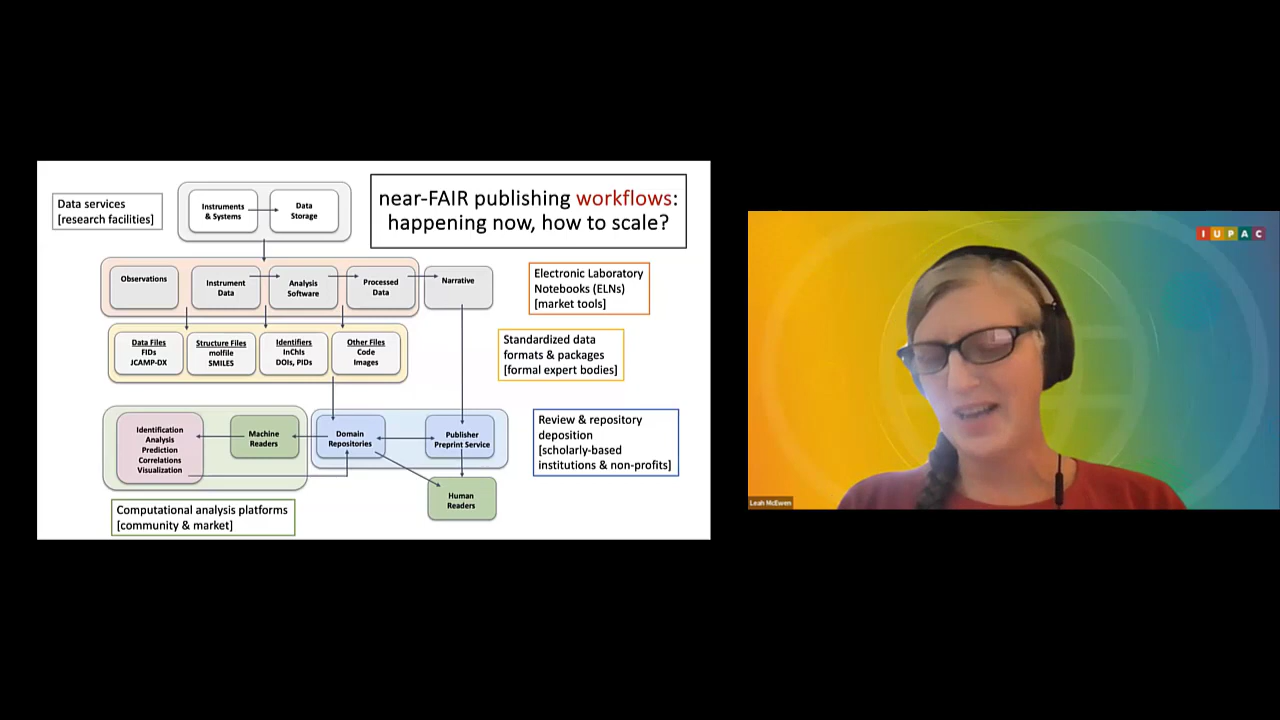 near-FAIR publishing workflows:
happening now, how to scale?
Data services
[research facilities]
Instruments
& Systems
Data
Storage
Observations
Instrument
Data
Analysis
Software
Processed
Data
Narrative
Electronic Laboratory
Notebooks (ELNs)
[market tools]
Data Files
FIDs
JCAMP-DX
Structure Files
molfile
SMILES
Identifiers
InChIs
DOIs, PIDs
Other Files
Code
Images
Standardized data
formats & packages
[formal expert bodies]
Identification
Analysis
Prediction
Correlations
Visualization
Machine
Readers
Domain
Repositories
Publisher
Preprint Service
Review & repository
deposition
[scholarly-based
institutions & non-profits]
Human
Readers
Computational analysis platforms
[community & market]
IUPAC
Leah McEwen